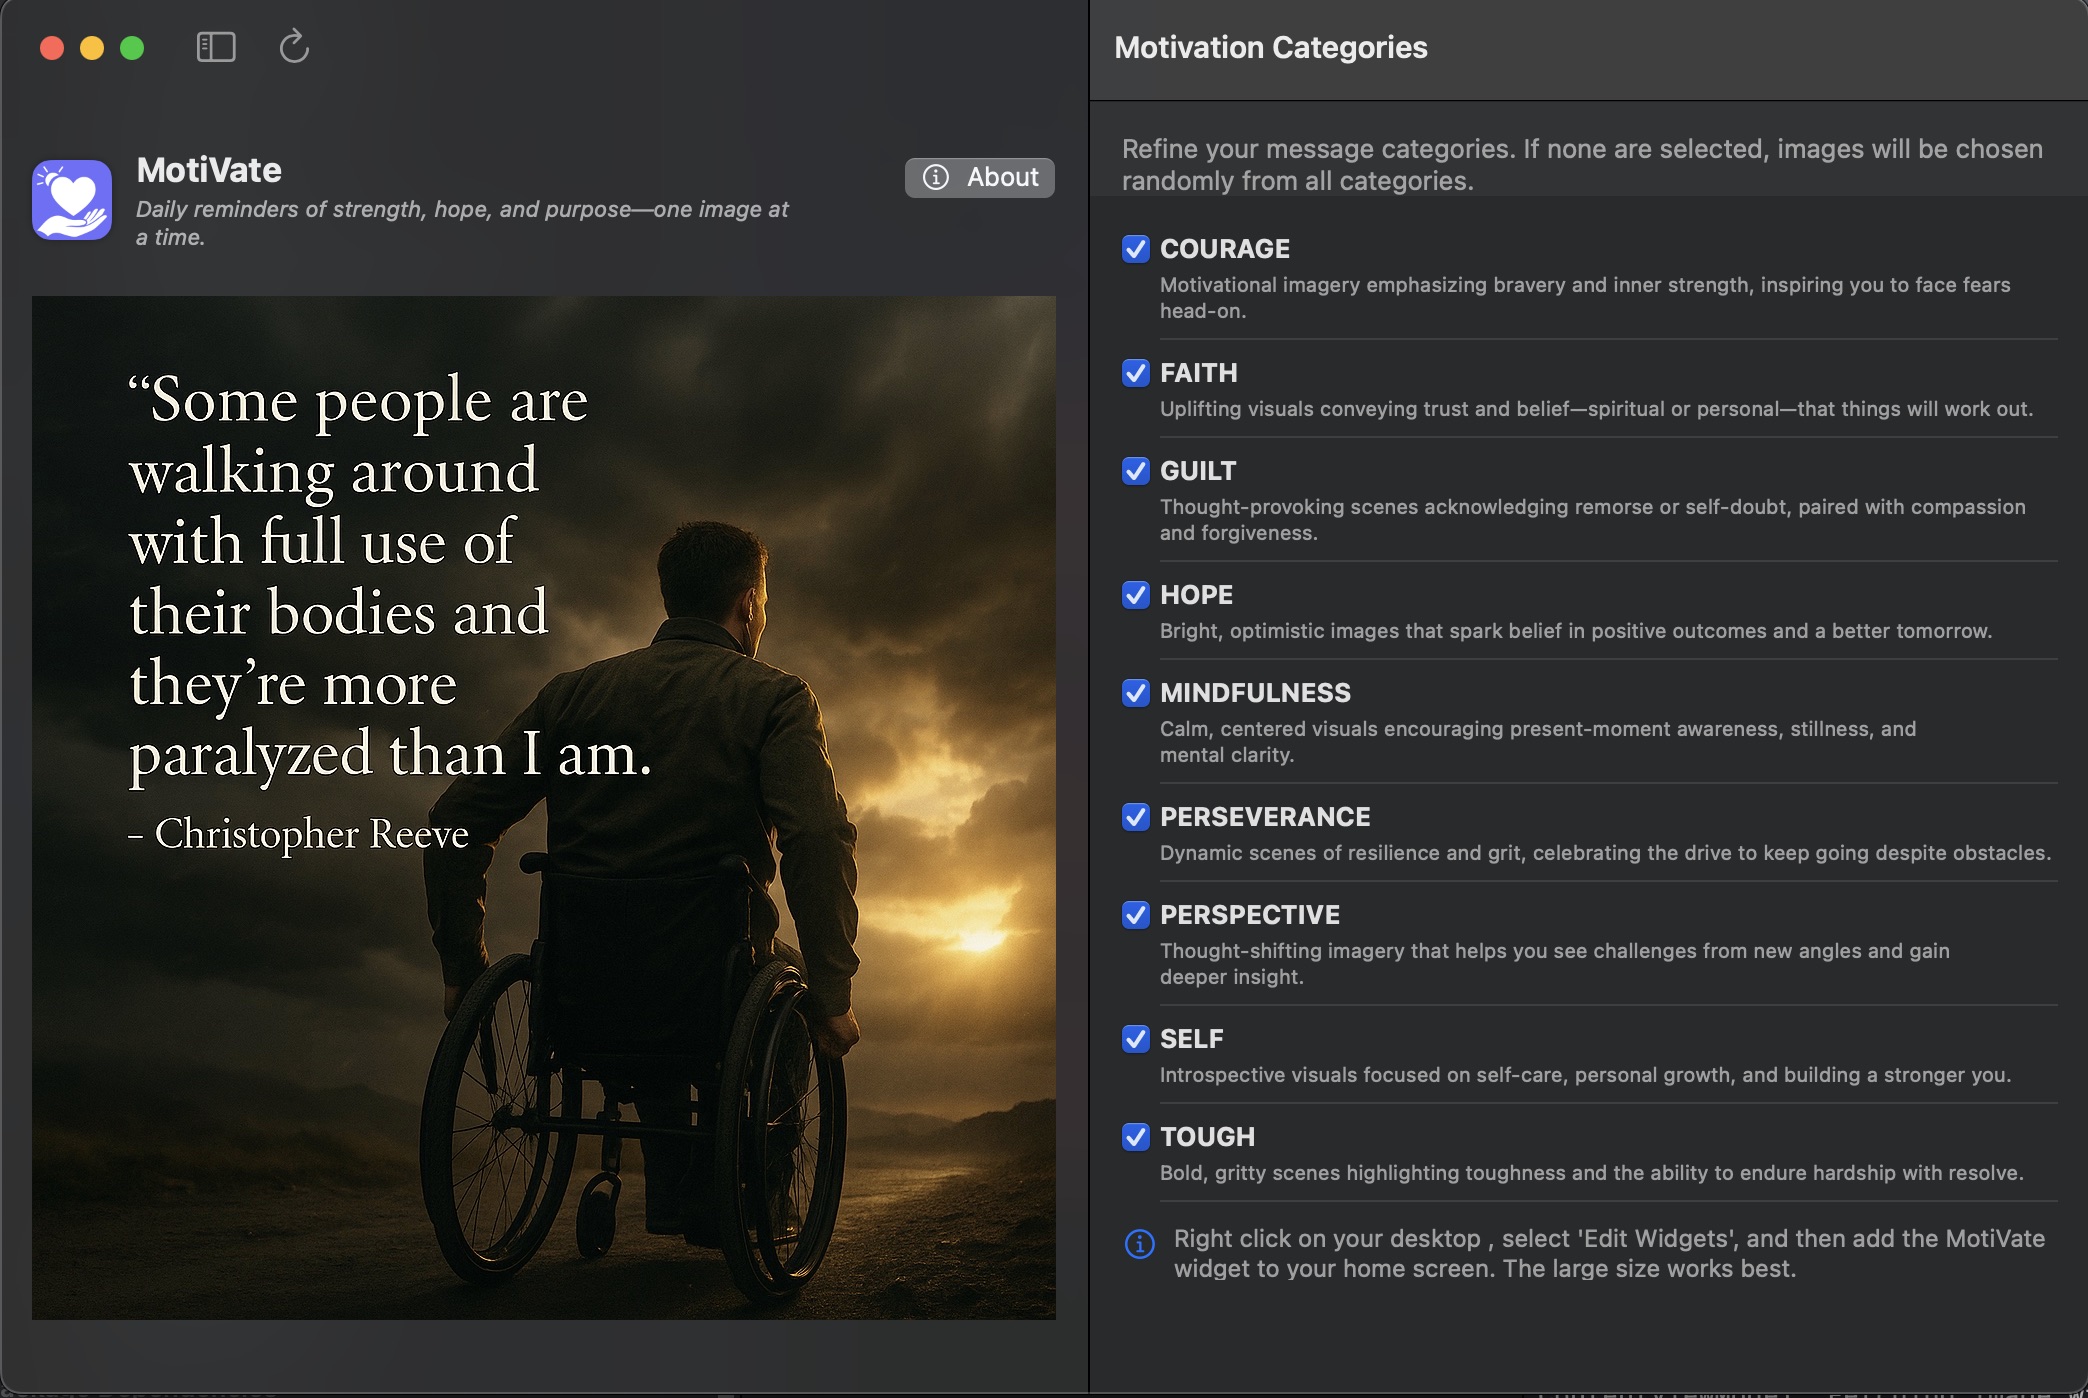 MotiVate
Daily reminders of strength, hope, and purpose—one image at
a time.
About
“Some people are
walking around
with full use of
their bodies and
they’re more
paralyzed than I am.
– Christopher Reeve
Motivation Categories
Refine your message categories. If none are selected, images will be chosen
randomly from all categories.
COURAGE
Motivational imagery emphasizing bravery and inner strength, inspiring you to face fears
head-on.
FAITH
Uplifting visuals conveying trust and belief—spiritual or personal—that things will work out.
GUILT
Thought-provoking scenes acknowledging remorse or self-doubt, paired with compassion
and forgiveness.
HOPE
Bright, optimistic images that spark belief in positive outcomes and a better tomorrow.
MINDFULNESS
Calm, centered visuals encouraging present-moment awareness, stillness, and
mental clarity.
PERSEVERANCE
Dynamic scenes of resilience and grit, celebrating the drive to keep going despite obstacles.
PERSPECTIVE
Thought-shifting imagery that helps you see challenges from new angles and gain
deeper insight.
SELF
Introspective visuals focused on self-care, personal growth, and building a stronger you.
TOUGH
Bold, gritty scenes highlighting toughness and the ability to endure hardship with resolve.
Right click on your desktop , select 'Edit Widgets', and then add the MotiVate
widget to your home screen. The large size works best.